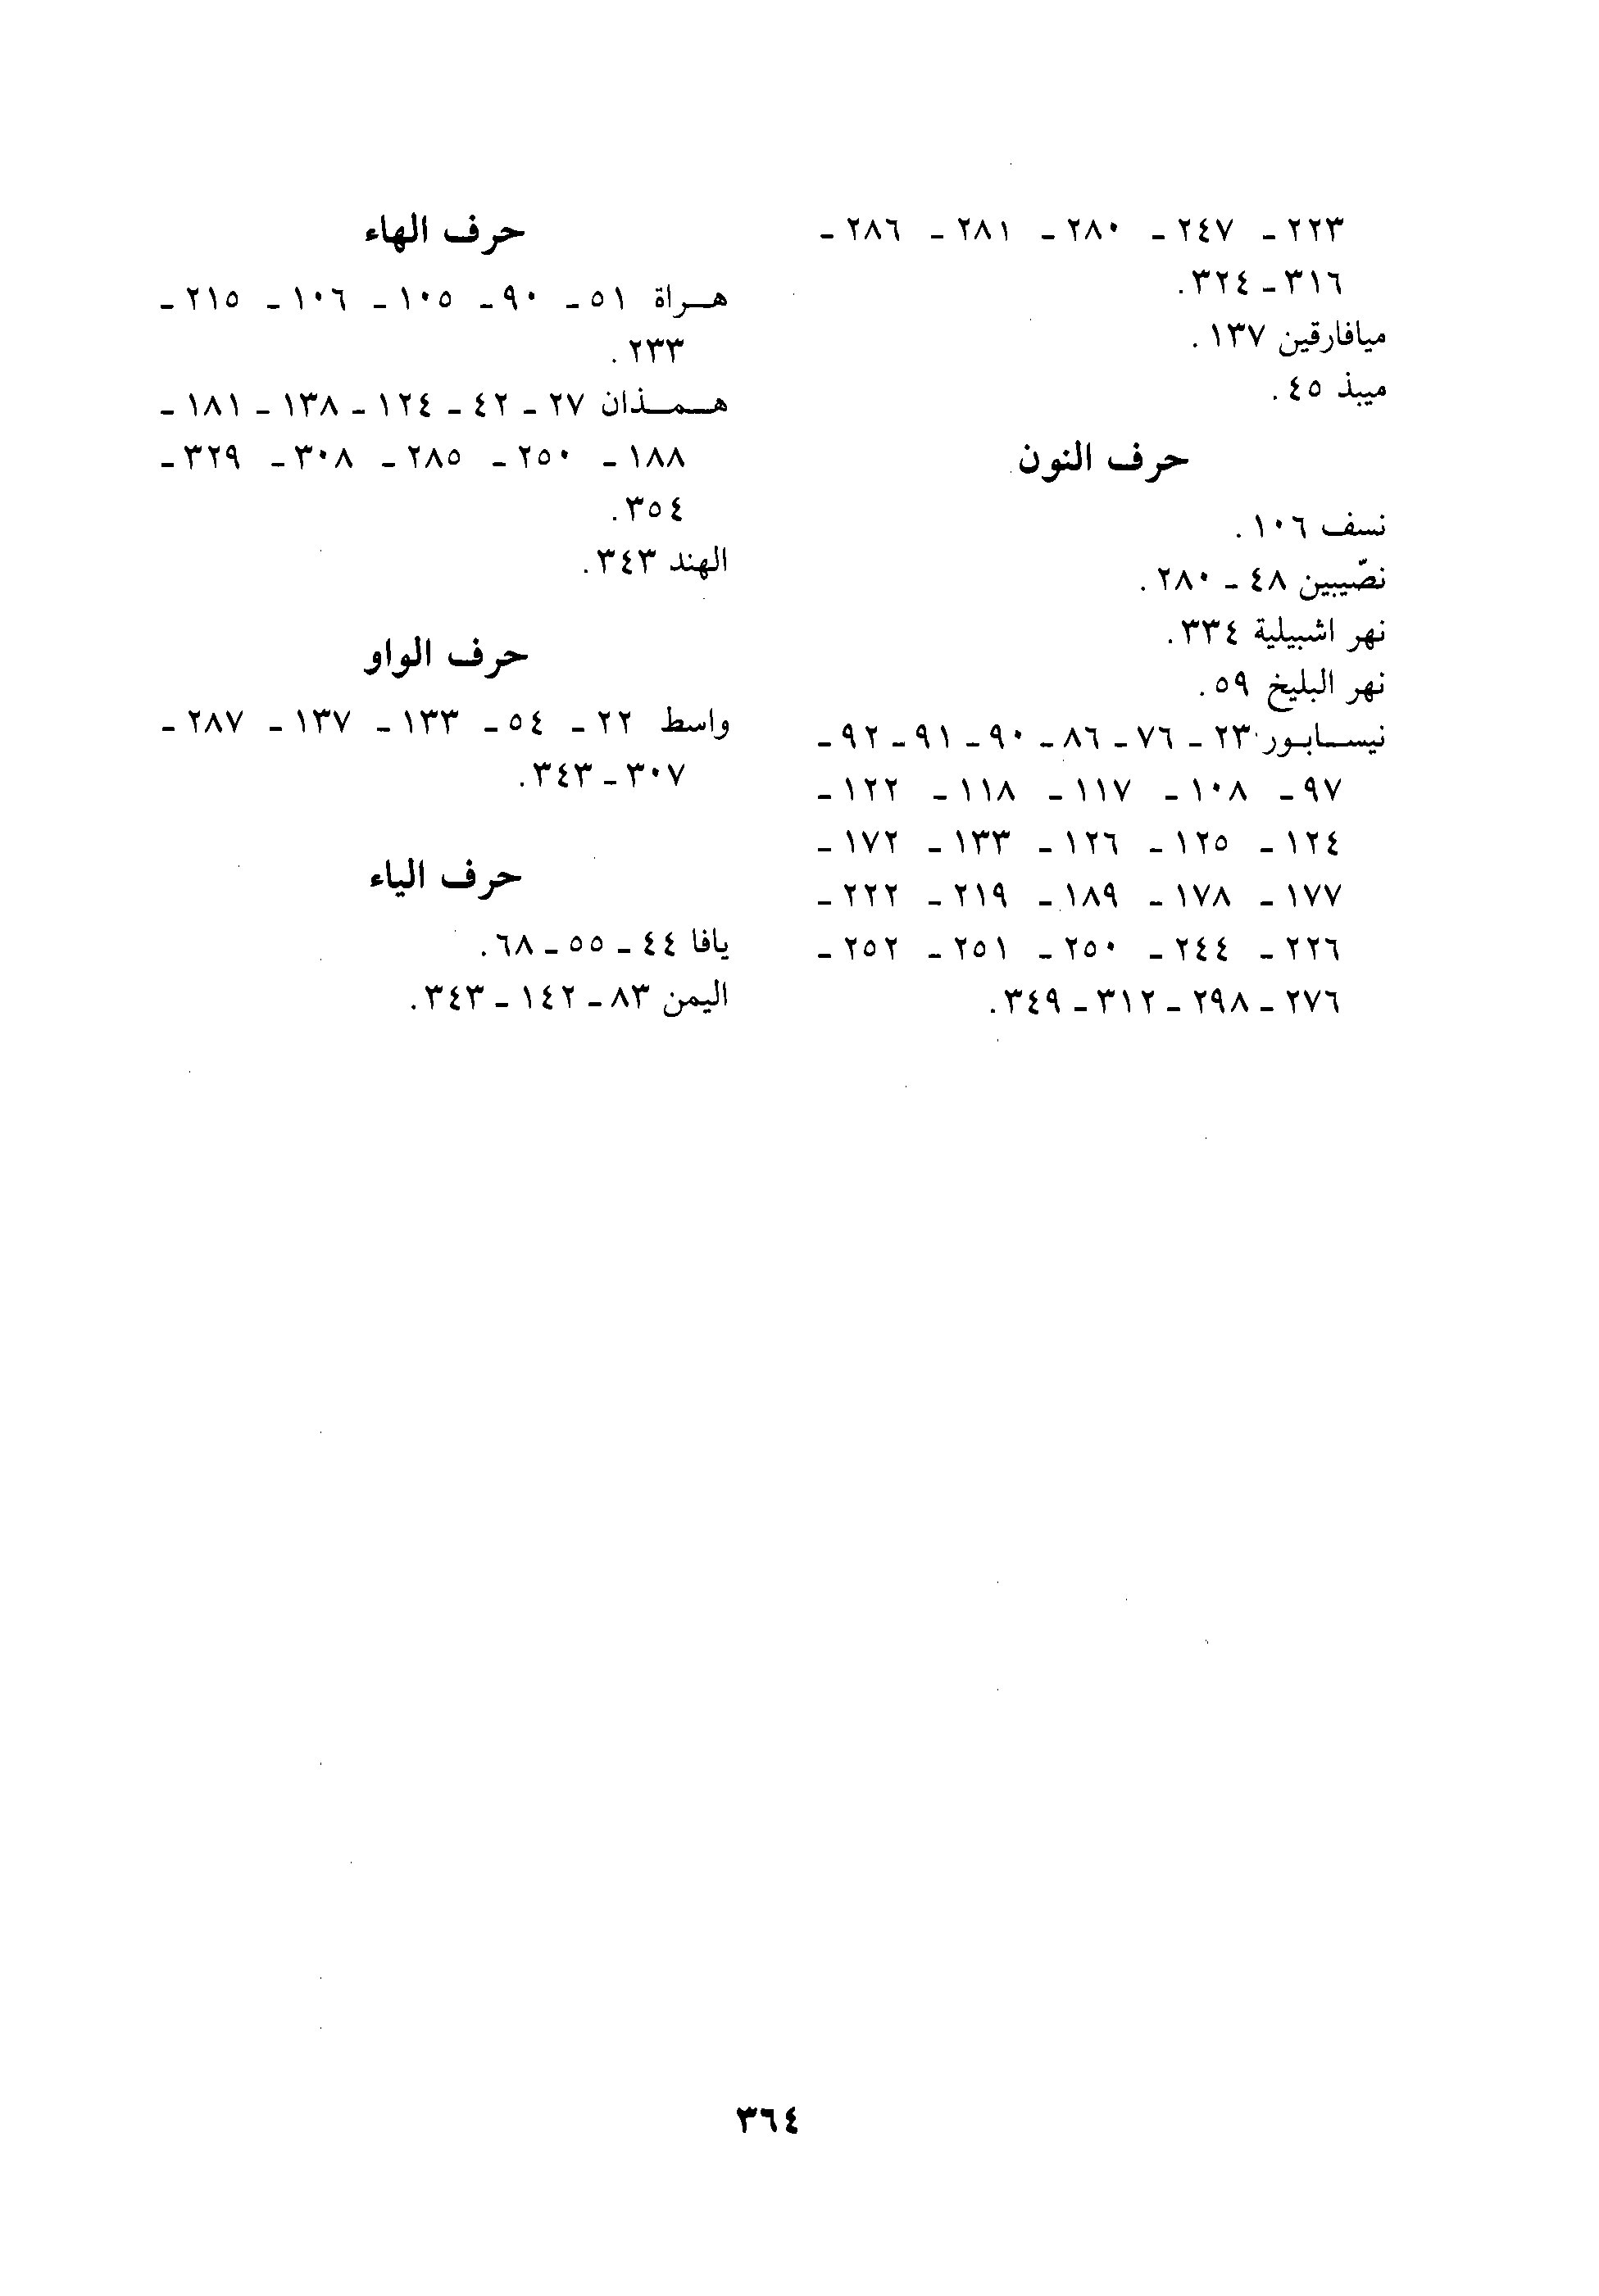 ٢٢٣ - ٢٤٧ - ٢٨٠ - ٢٨١ - ٢٨٦ -
٣١٦ - ٣٢٤.
ميافارقين ١٣٧.
ميبذ ٤٥.
حرف النون
نسف ١٠٦.
نصّيبين ٤٨ - ٢٨٠.
نهر اشبيلية ٣٣٤.
نهر البليخ ٥٩.
نيسابور ٢٣ - ٧٦ - ٨٦ - ٩٠ - ٩١ - ٩٢ -
٩٧ - ١٠٨ - ١١٧ - ١١٨ - ١٢٢ -
١٢٤ - ١٢٥ - ١٢٦ - ١٣٣ - ١٧٢ -
١٧٧ - ١٧٨ - ١٨٩ - ٢١٩ - ٢٢٢ -
٢٢٦ - ٢٤٤ - ٢٥٠ - ٢٥١ - ٢٥٢ -
٢٧٦ - ٢٩٨ - ٣١٢ - ٣٤٩.
حرف الهاء
هراة ٥١ - ٩٠ - ١٠٥ - ١٠٦ - ٢١٥ -
٢٣٣.
همذان ٢٧ - ٤٢ - ١٢٤ - ١٣٨ - ١٨١ -
١٨٨ - ٢٥٠ - ٢٨٥ - ٣٠٨ - ٣٢٩ -
٣٥٤.
الهند ٣٤٣.
حرف الواو
واسط ٢٢ - ٥٤ - ١٣٣ - ١٣٧ - ٢٨٧ -
٣٠٧ - ٣٤٣.
حرف الياء
يافا ٤٤ - ٥٥ - ٦٨.
اليمن ٨٣ - ١٤٢ - ٣٤٣.
٣٦٤